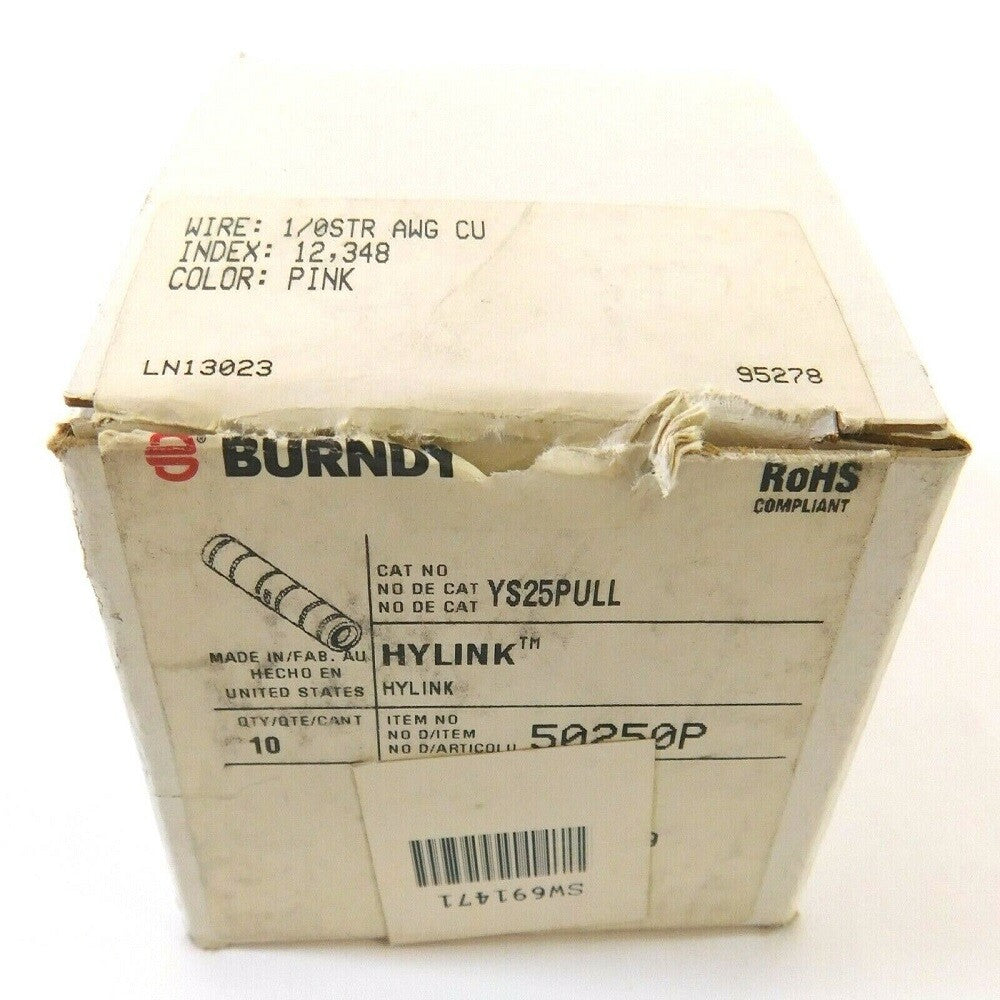 WIRE: 1/0STR AWG CU
INDEX: 12,348
COLOR: PINK
LN13023 95278
® BURNDY
RoHS
COMPLIANT
CAT NO
NO DE CAT YS25PULL
NO DE CAT
MADE IN/FAB. AU
HECHO EN
UNITED STATES
HYLINK™
HYLINK
QTY/QTE/CANT
10
ITEM NO
NO D/ITEM 50250P
NO D/ARTICOLU
SW691471